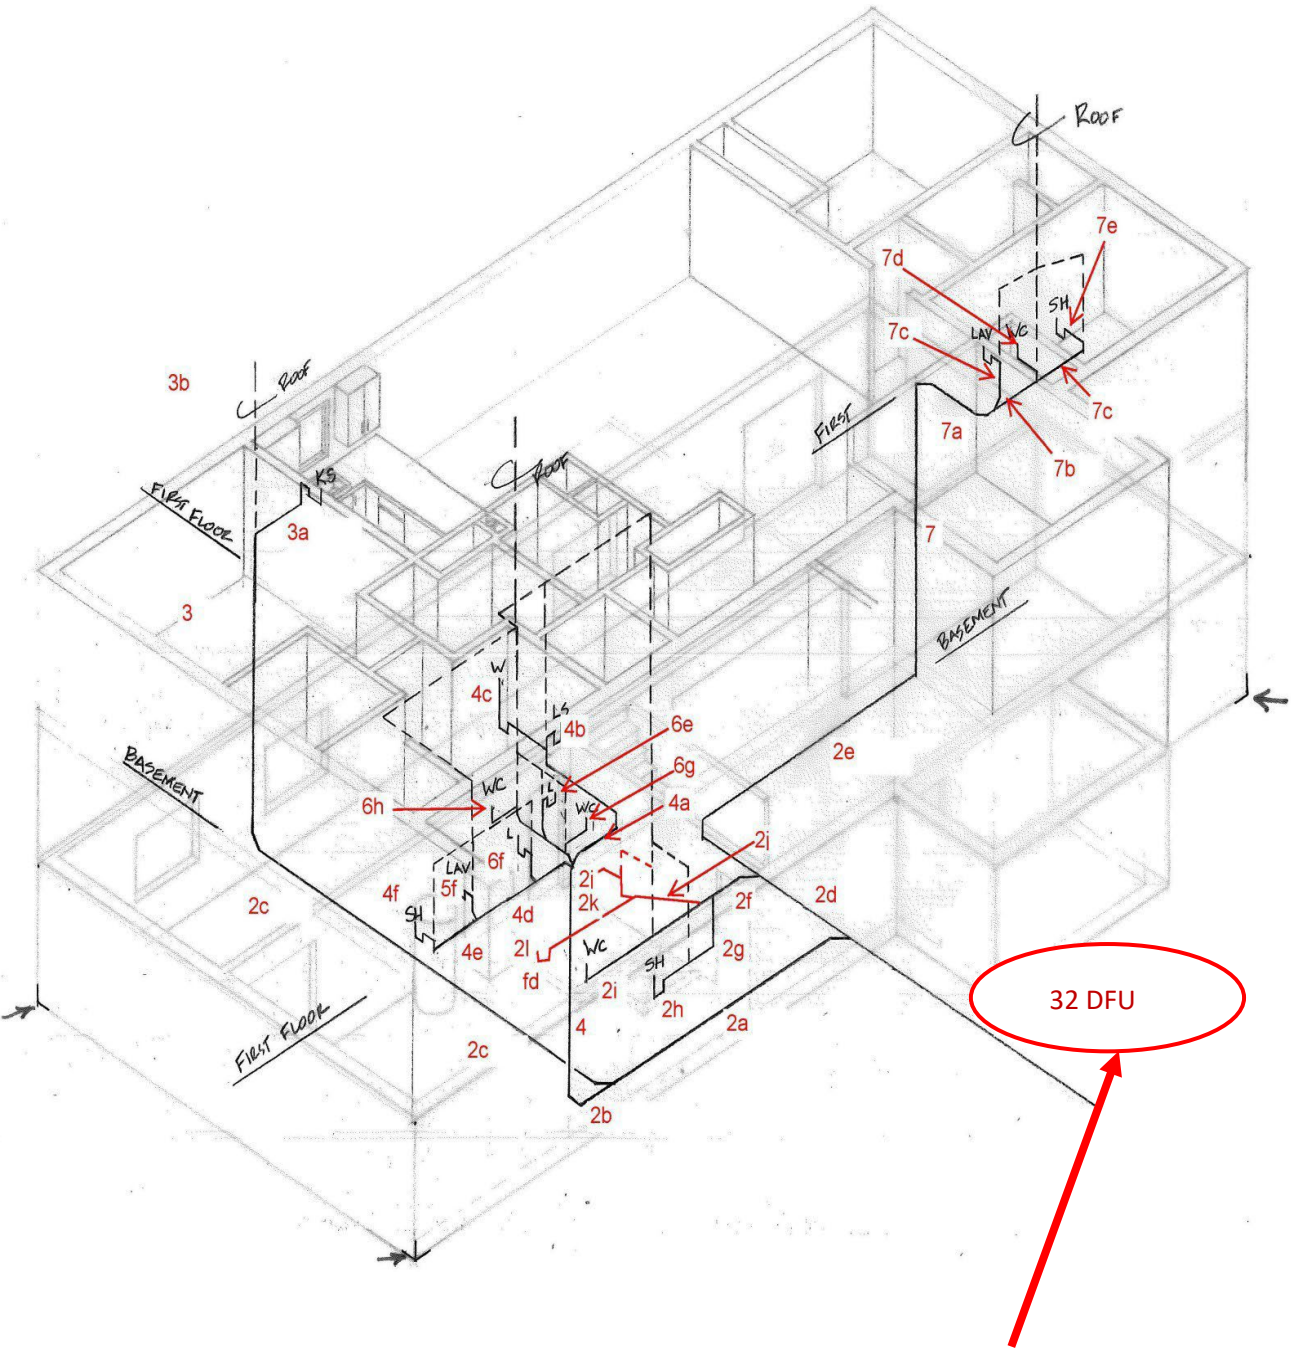 ROOF
7e
7d
SH
7c
LAV
WC
3b
ROOF
7c
FIRST
7a
7b
ROOF
KS
FIRST FLOOR
3a
7
3
BASEMENT
W
4c
LS
4b
6e
2e
BASEMENT
6g
WC
L
6h
WC
4a
L
6f
2j
LAV
4f
5f
2j
2k
2f
2d
2c
SH
4d
4e
2l
WC
2g
fd
SH
2i
32 DFU
2h
4
2a
FIRST FLOOR
2c
2b